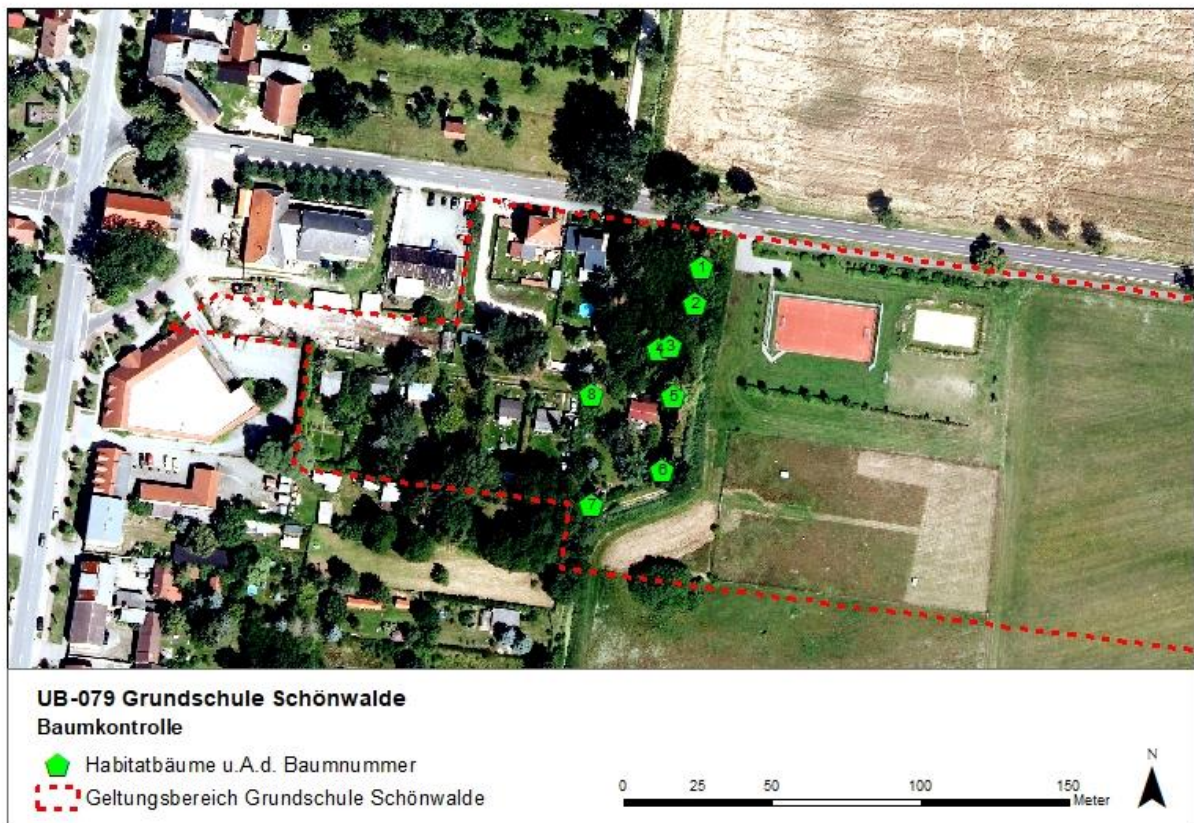 1
2
4 3
8 5
6
7
UB-079 Grundschule Schönwalde
Baumkontrolle
Habitatbäume u.A.d. Baumnummer
Geltungsbereich Grundschule Schönwalde
N
0 25 50 100 150
Meter